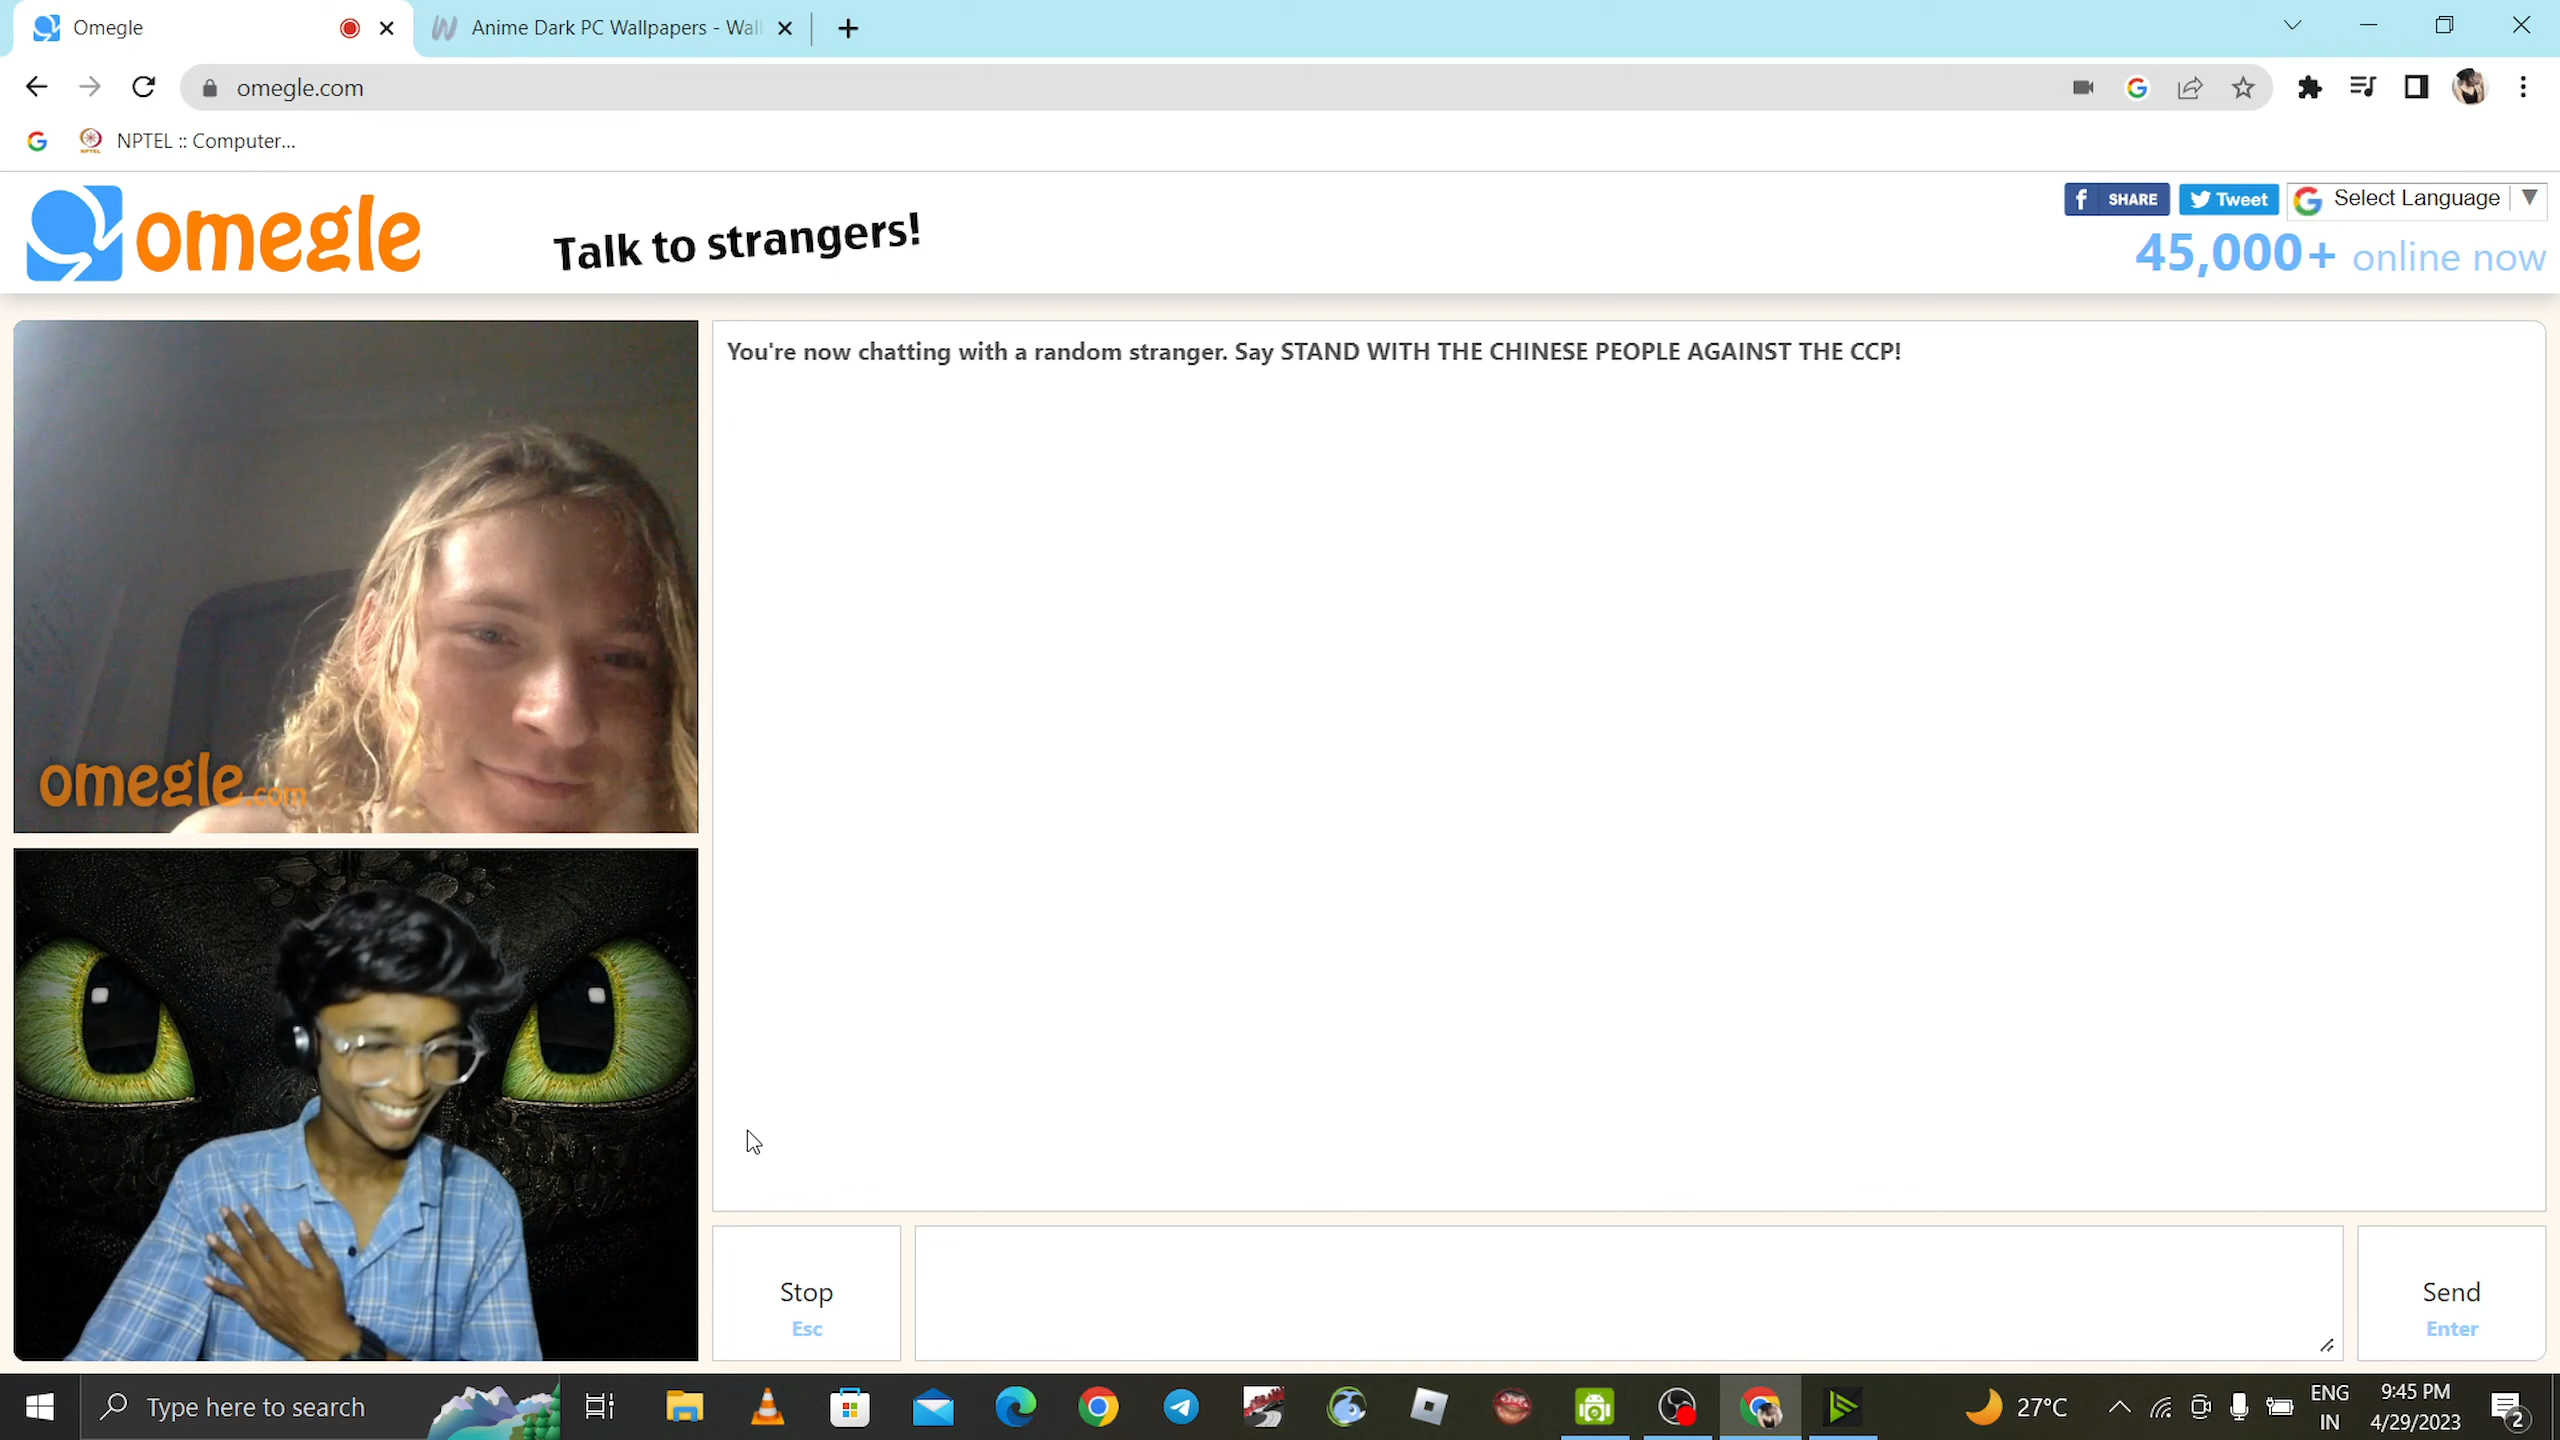 Omegle
Anime Dark PC Wallpapers - Wal
omegle.com
NPTEL :: Computer...
omegle
Talk to strangers!
SHARE
Tweet
Select Language
45,000+ online now
You're now chatting with a random stranger. Say STAND WITH THE CHINESE PEOPLE AGAINST THE CCP!
omegle.com
Stop
Esc
Send
Enter
Type here to search
27°C
ENG
IN
9:45 PM
4/29/2023
2